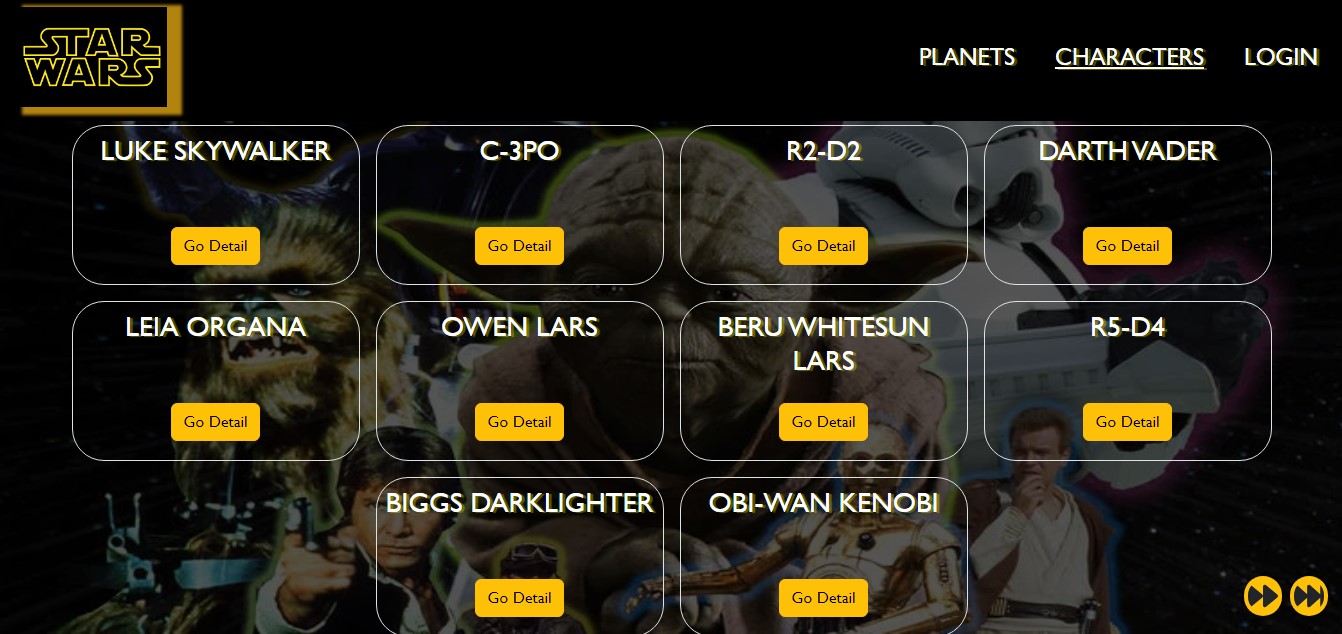 STAR
WARS
PLANETS CHARACTERS LOGIN
LUKE SKYWALKER C-3PO R2-D2 DARTH VADER
Go Detail Go Detail Go Detail Go Detail
LEIA ORGANA OWEN LARS BERU WHITESUN LARS R5-D4
Go Detail Go Detail Go Detail Go Detail
BIGGS DARKLIGHTER OBI-WAN KENOBI
Go Detail Go Detail